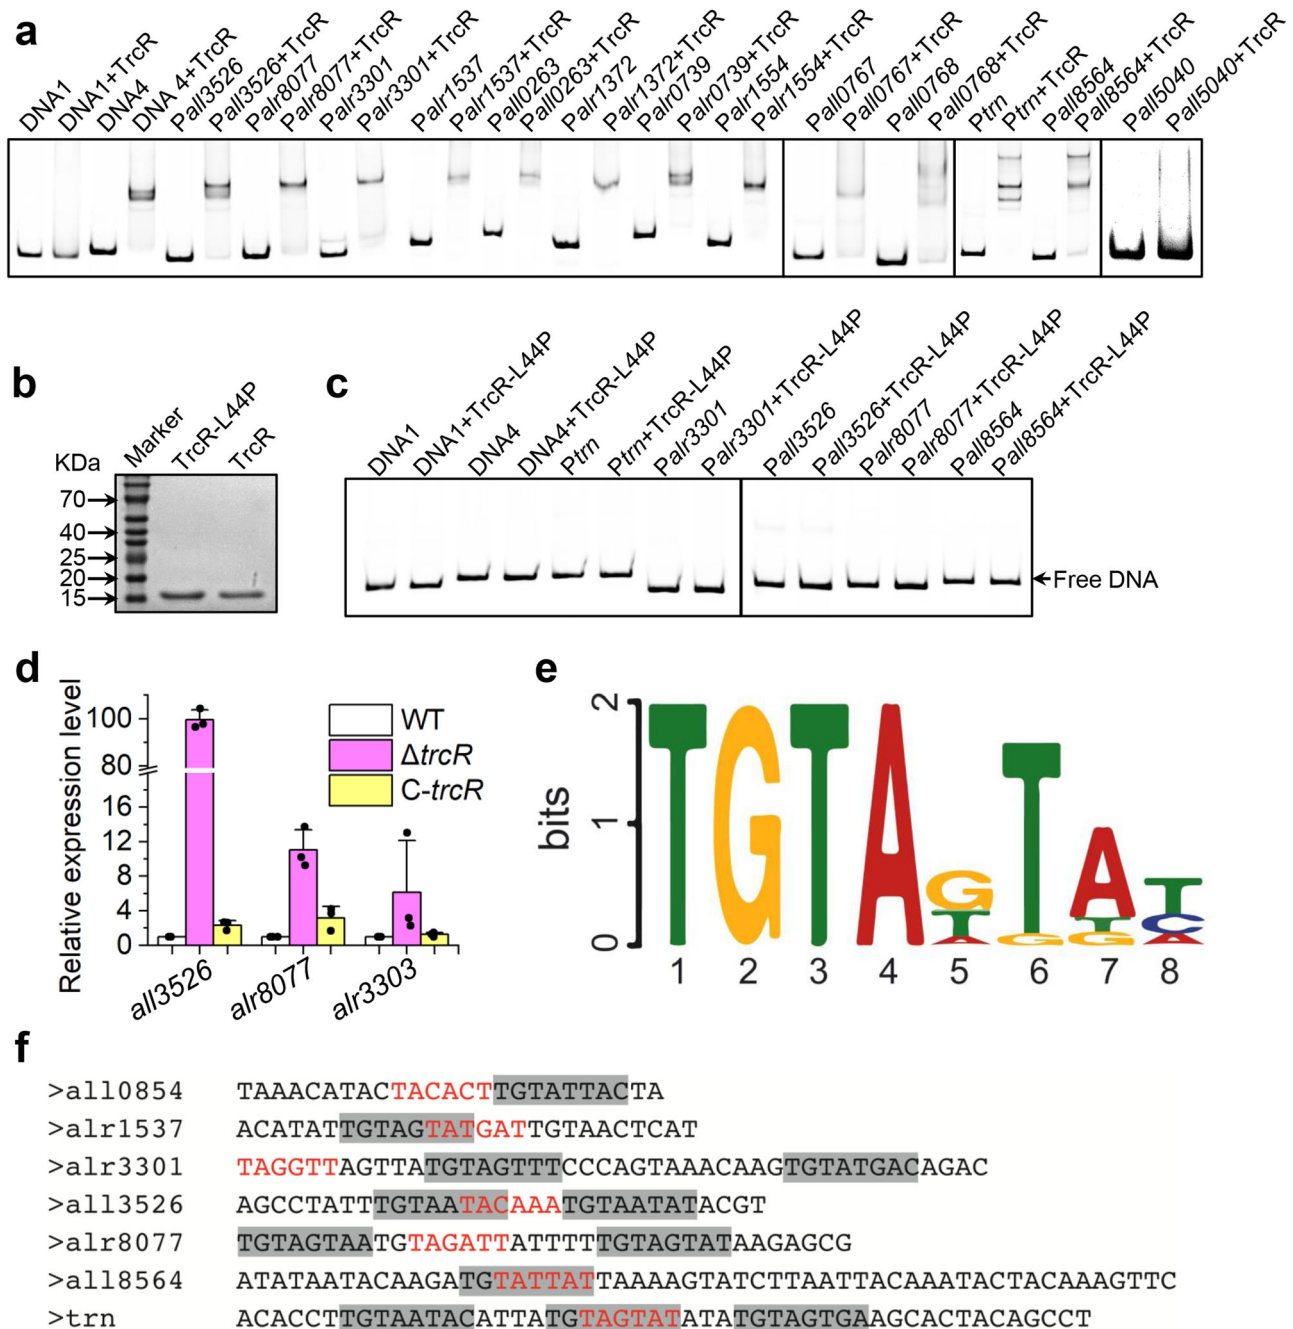 a
DNA1
DNA1+TrcR
DNA4
DNA 4+TrcR
Pall3526
Pall3526+TrcR
Palr8077
Palr8077+TrcR
Palr3301
Palr3301+TrcR
Palr1537
Palr1537+TrcR
Pall0263
Pall0263+TrcR
Palr1372
Palr1372+TrcR
Palr0739
Palr0739+TrcR
Palr1554
Palr1554+TrcR
Pall0767
Pall0767+TrcR
Pall0768
Pall0768+TrcR
Ptrn
Ptrn+TrcR
Pall8564
Pall8564+TrcR
Pall5040
Pall5040+TrcR
b
KDa
Marker
TrcR-L44P
TrcR
70
40
25
20
15
c
DNA1
DNA1+TrcR-L44P
DNA4
DNA4+TrcR-L44P
Ptrn
Ptrn+TrcR-L44P
Palr3301
Palr3301+TrcR-L44P
Pall3526
Pall3526+TrcR-L44P
Palr8077
Palr8077+TrcR-L44P
Pall8564
Pall8564+TrcR-L44P
Free DNA
d
Relative expression level
100
80
16
12
8
4
0
WT
ΔtrcR
C-trcR
all3526
alr8077
alr3303
e
bits
2
1
0
TGTAGTAT
TTC
AGGA
1 2 3 4 5 6 7 8
f
>all0854 TAAACATACTACACTTGTATTACTA
>alr1537 ACATATTGTAGTATGATTGTAACTCAT
>alr3301 TAGGTTAGTTATGTAGTTTCCCAGTAAACAAGTGTATGACAGAC
>all3526 AGCCTATTTGTAATACAAATGTAATATACGT
>alr8077 TGTAGTAATGTAGATTATTTTTGTAGTATAAGAGCG
>all8564 ATATAATACAAGATGTATTATTAAAAGTATCTTAATTACAAATACTACAAAGTTC
>trn ACACCTTGTAATACATTATGTAGTATATATGTAGTGAAGCACTACAGCCT